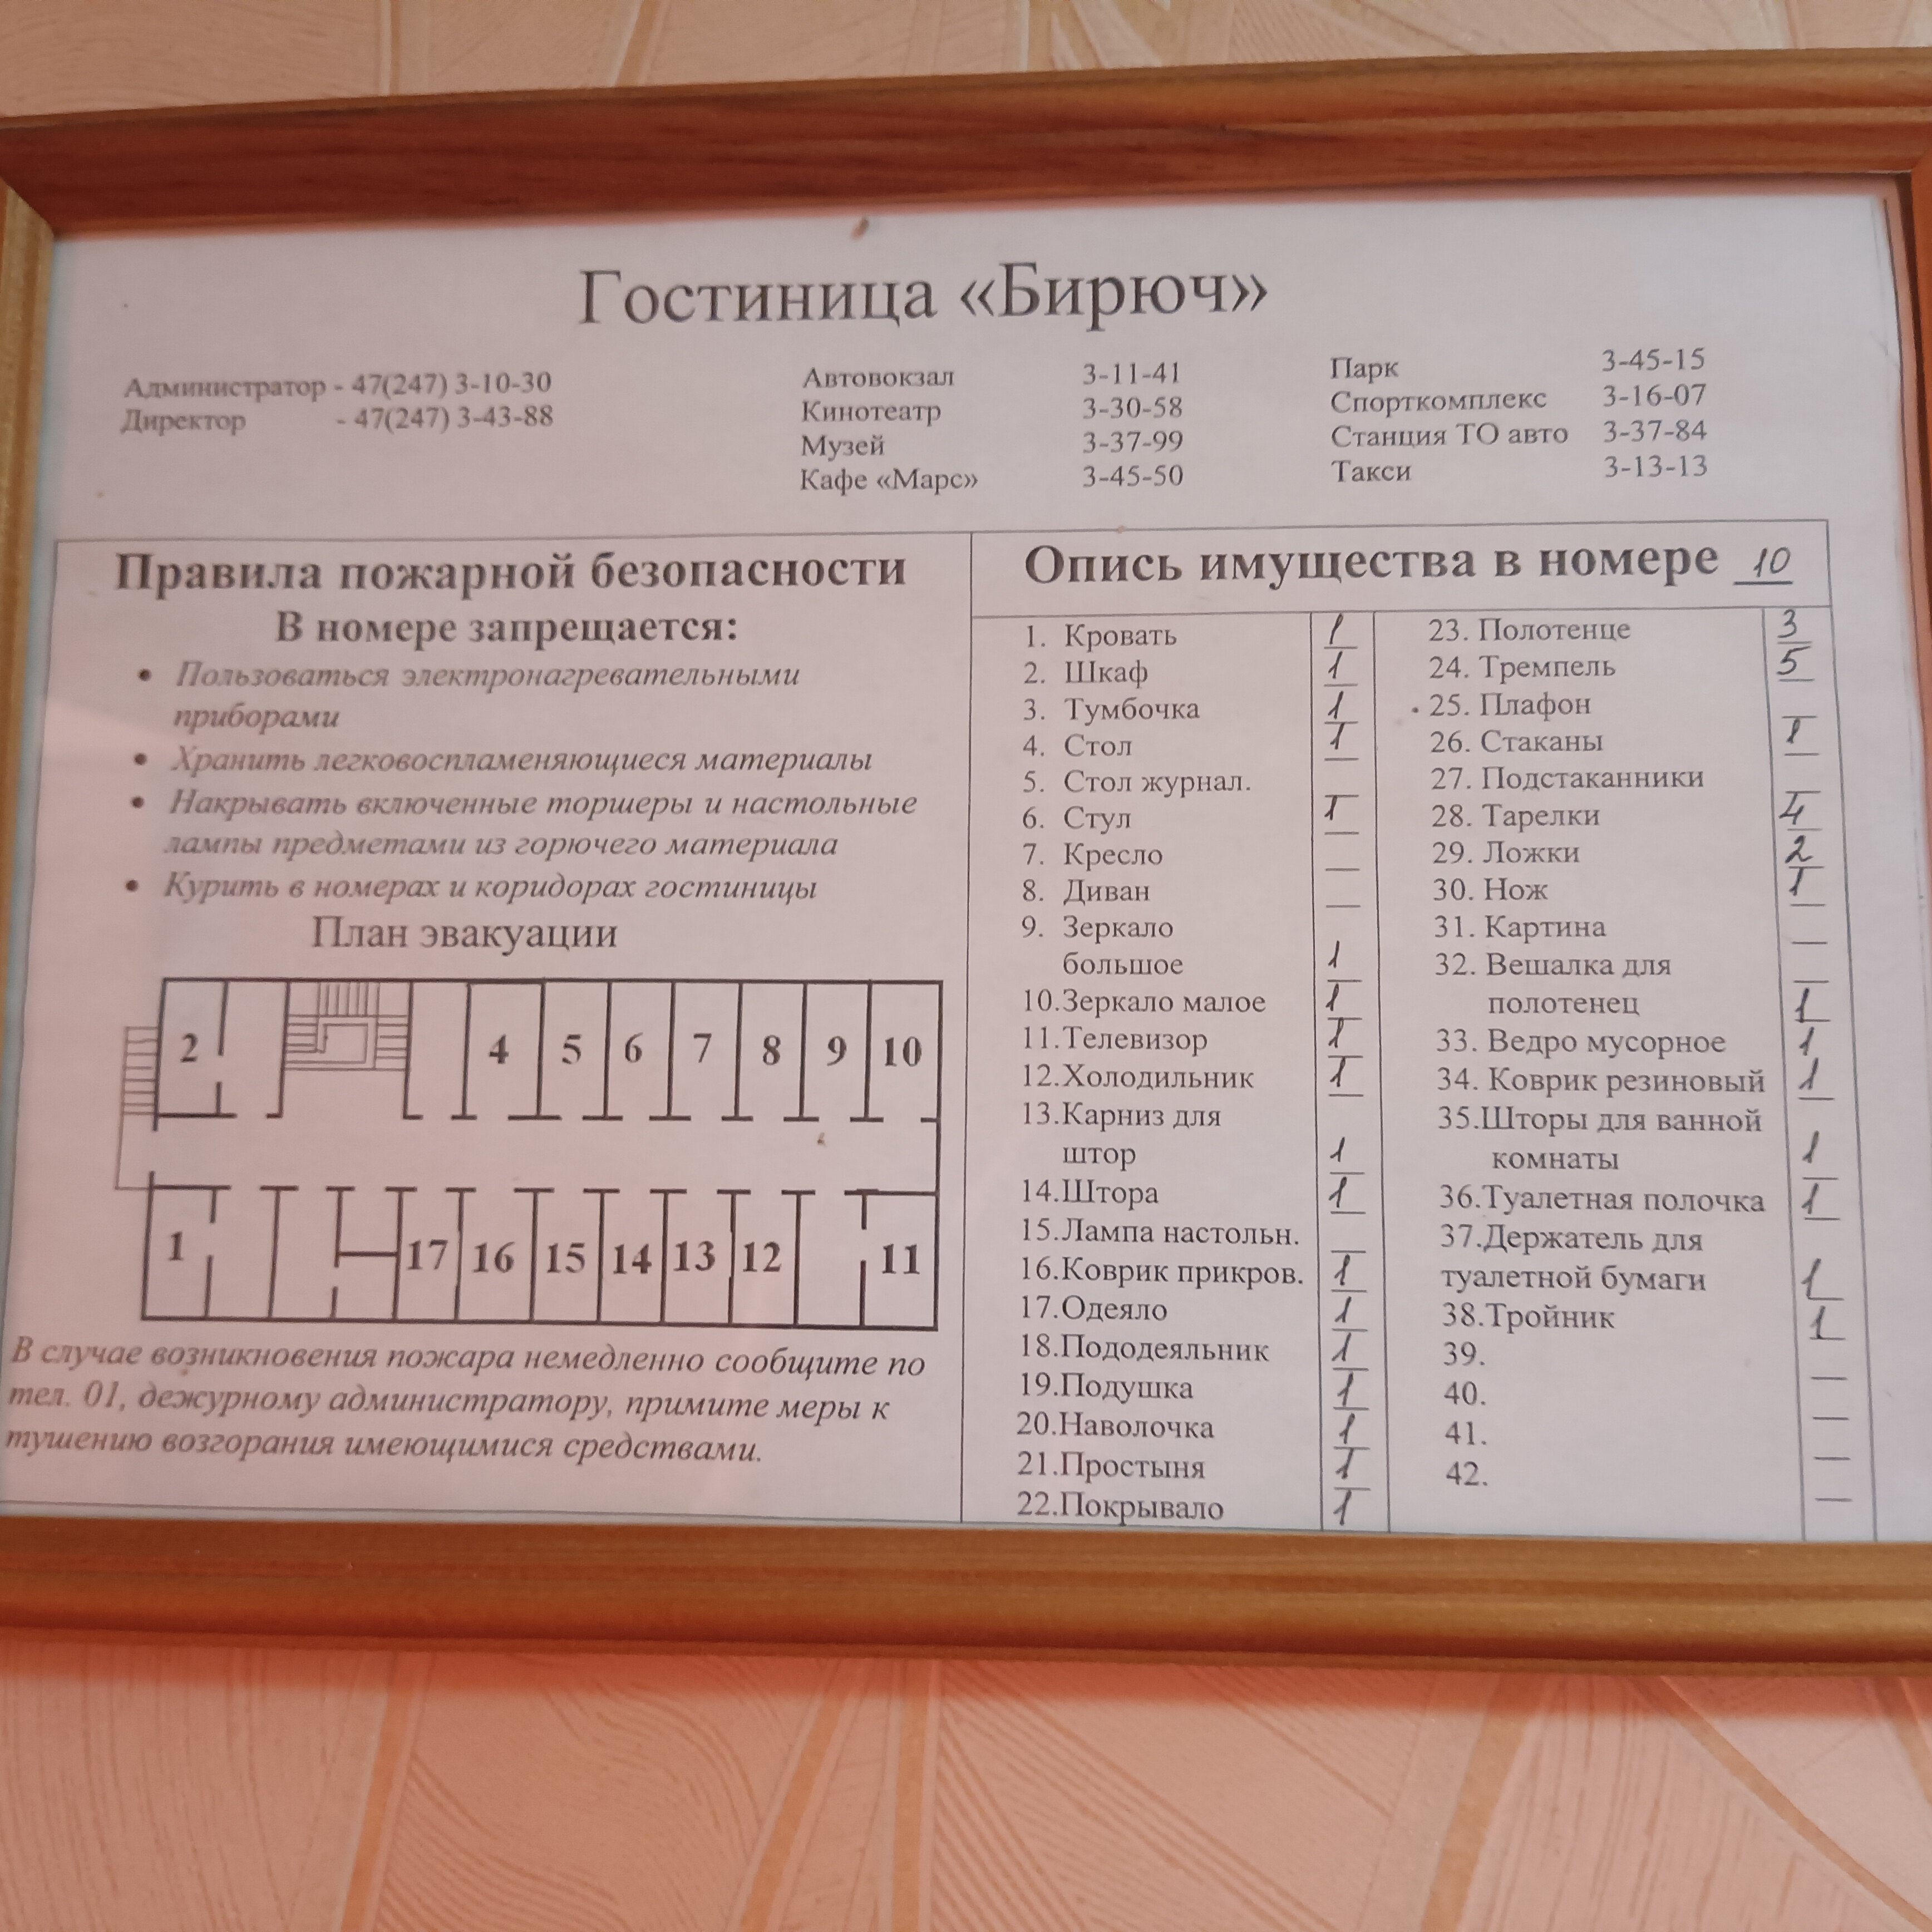 Гостиница «Бирюч»
Администратор - 47(247) 3-10-30
Директор - 47(247) 3-43-88
Автовокзал 3-11-41
Кинотеатр 3-30-58
Музей 3-37-99
Кафе «Марс» 3-45-50
Парк 3-45-15
Спорткомплекс 3-16-07
Станция ТО авто 3-37-84
Такси 3-13-13
Правила пожарной безопасности
В номере запрещается:
• Пользоваться электронагревательными
приборами
• Хранить легковоспламеняющиеся материалы
• Накрывать включенные торшеры и настольные
лампы предметами из горючего материала
• Курить в номерах и коридорах гостиницы
План эвакуации
2 4 5 6 7 8 9 10
1 17 16 15 14 13 12 11
В случае возникновения пожара немедленно сообщите по
тел. 01, дежурному администратору, примите меры к
тушению возгорания имеющимися средствами.
Опись имущества в номере 10
1. Кровать 1
2. Шкаф 1
3. Тумбочка 1
4. Стол 1
5. Стол журнал. —
6. Стул 1
7. Кресло —
8. Диван —
9. Зеркало
большое 1
10.Зеркало малое 1
11.Телевизор 1
12.Холодильник 1
13.Карниз для
штор 1
14.Штора 1
15.Лампа настольн. —
16.Коврик прикров. 1
17.Одеяло 1
18.Пододеяльник 1
19.Подушка 1
20.Наволочка 1
21.Простыня 1
22.Покрывало 1
23. Полотенце 3
24. Тремпель 5
25. Плафон —
26. Стаканы 1
27. Подстаканники —
28. Тарелки 4
29. Ложки 2
30. Нож 1
31. Картина —
32. Вешалка для
полотенец 1
33. Ведро мусорное 1
34. Коврик резиновый 1
35.Шторы для ванной
комнаты 1
36.Туалетная полочка 1
37.Держатель для
туалетной бумаги 1
38.Тройник 1
39. —
40. —
41. —
42. —